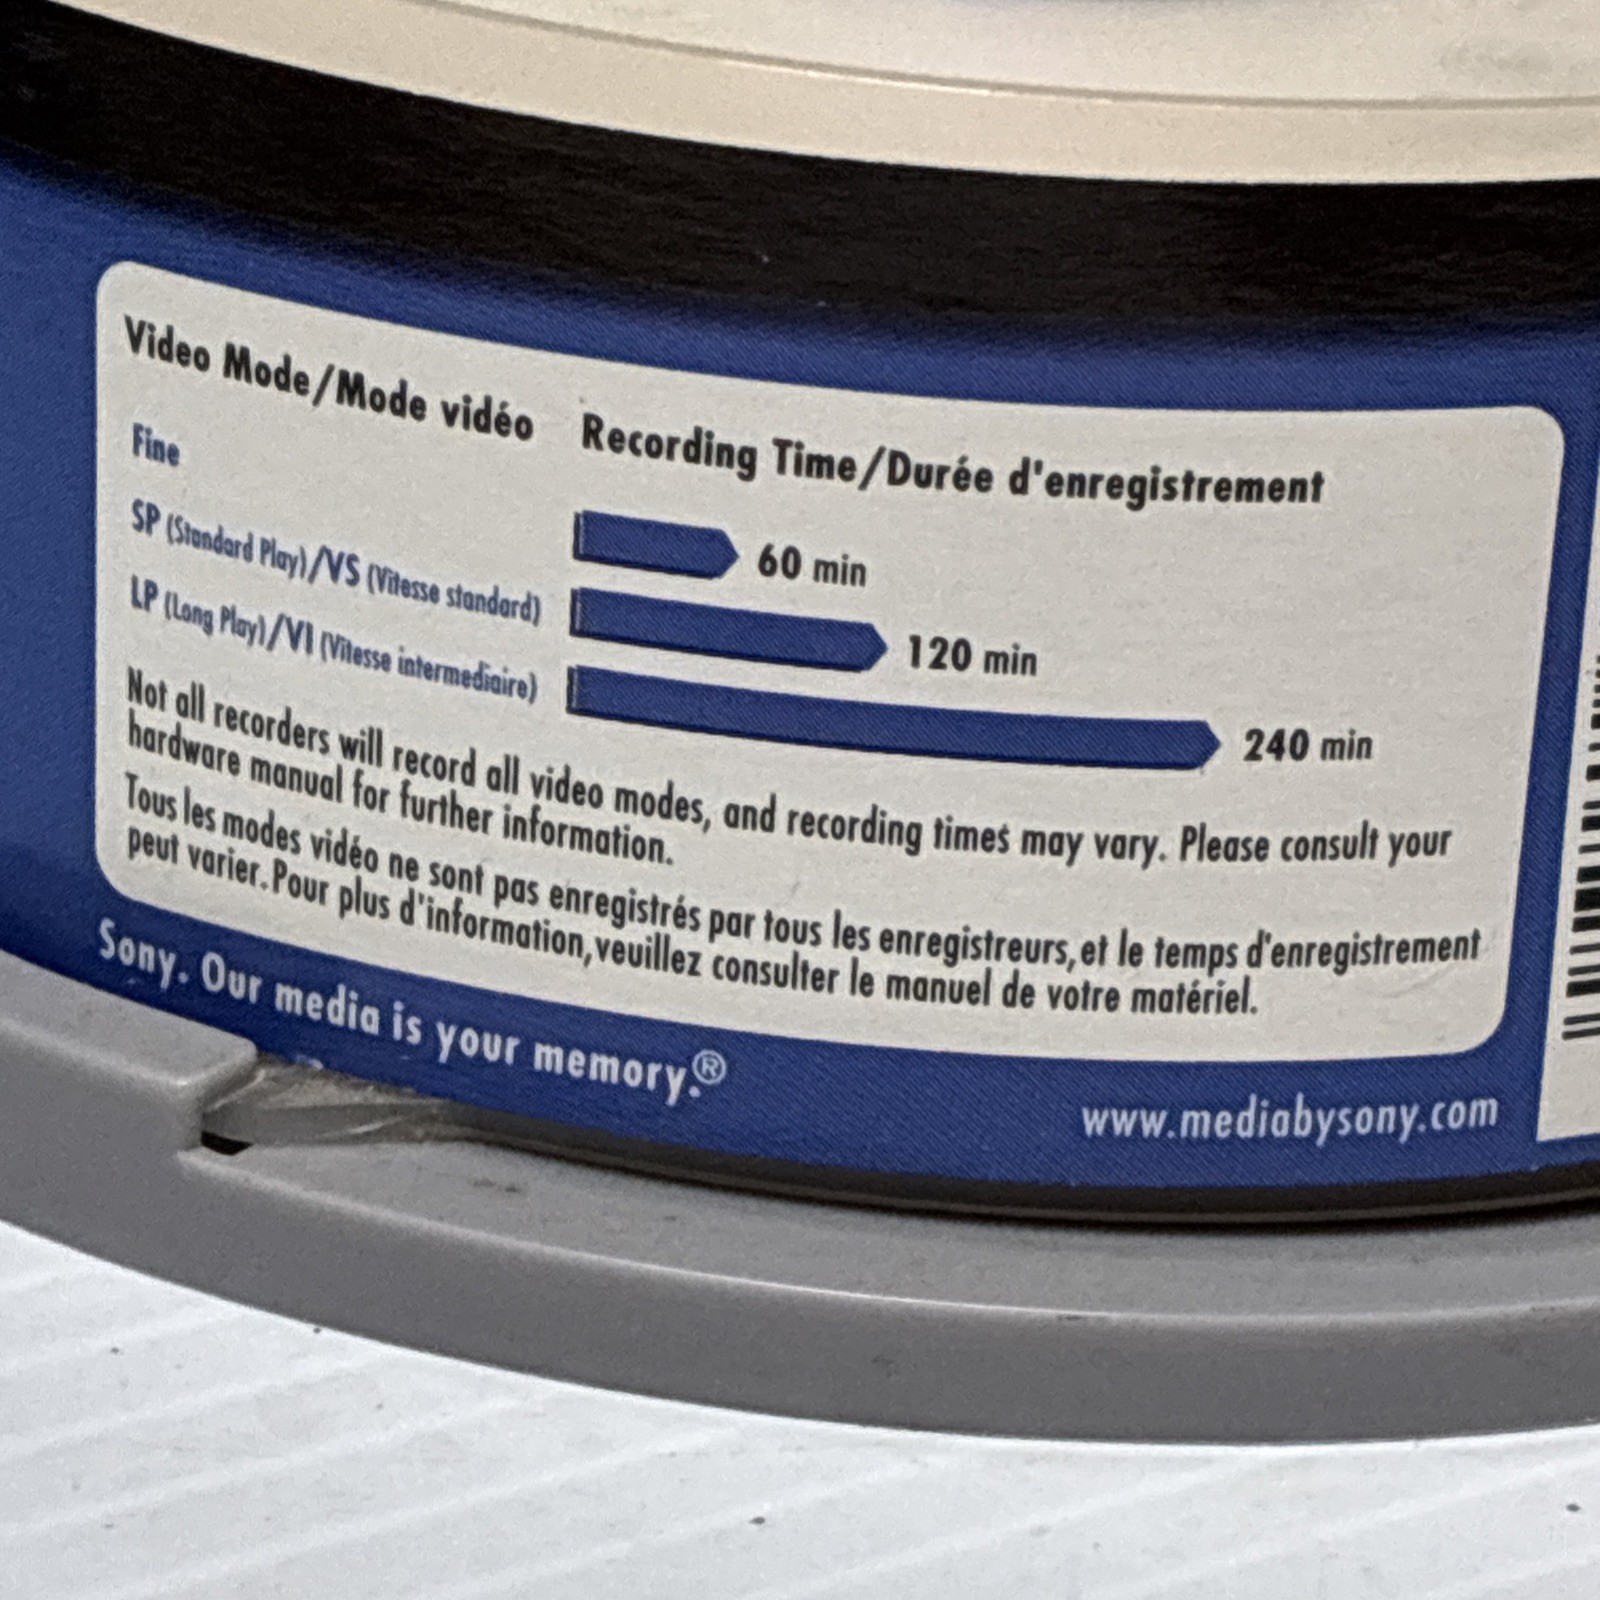 Video Mode/Mode vidéo Recording Time/Durée d'enregistrement
Fine 60 min
SP (Standard Play)/VS (Vitesse standard) 120 min
LP (Long Play)/VI (Vitesse intermediaire) 240 min
Not all recorders will record all video modes, and recording times may vary. Please consult your
hardware manual for further information.
Tous les modes vidéo ne sont pas enregistrés par tous les enregistreurs, et le temps d'enregistrement
peut varier. Pour plus d'information, veuillez consulter le manuel de votre matériel.
Sony. Our media is your memory.®
www.mediabysony.com